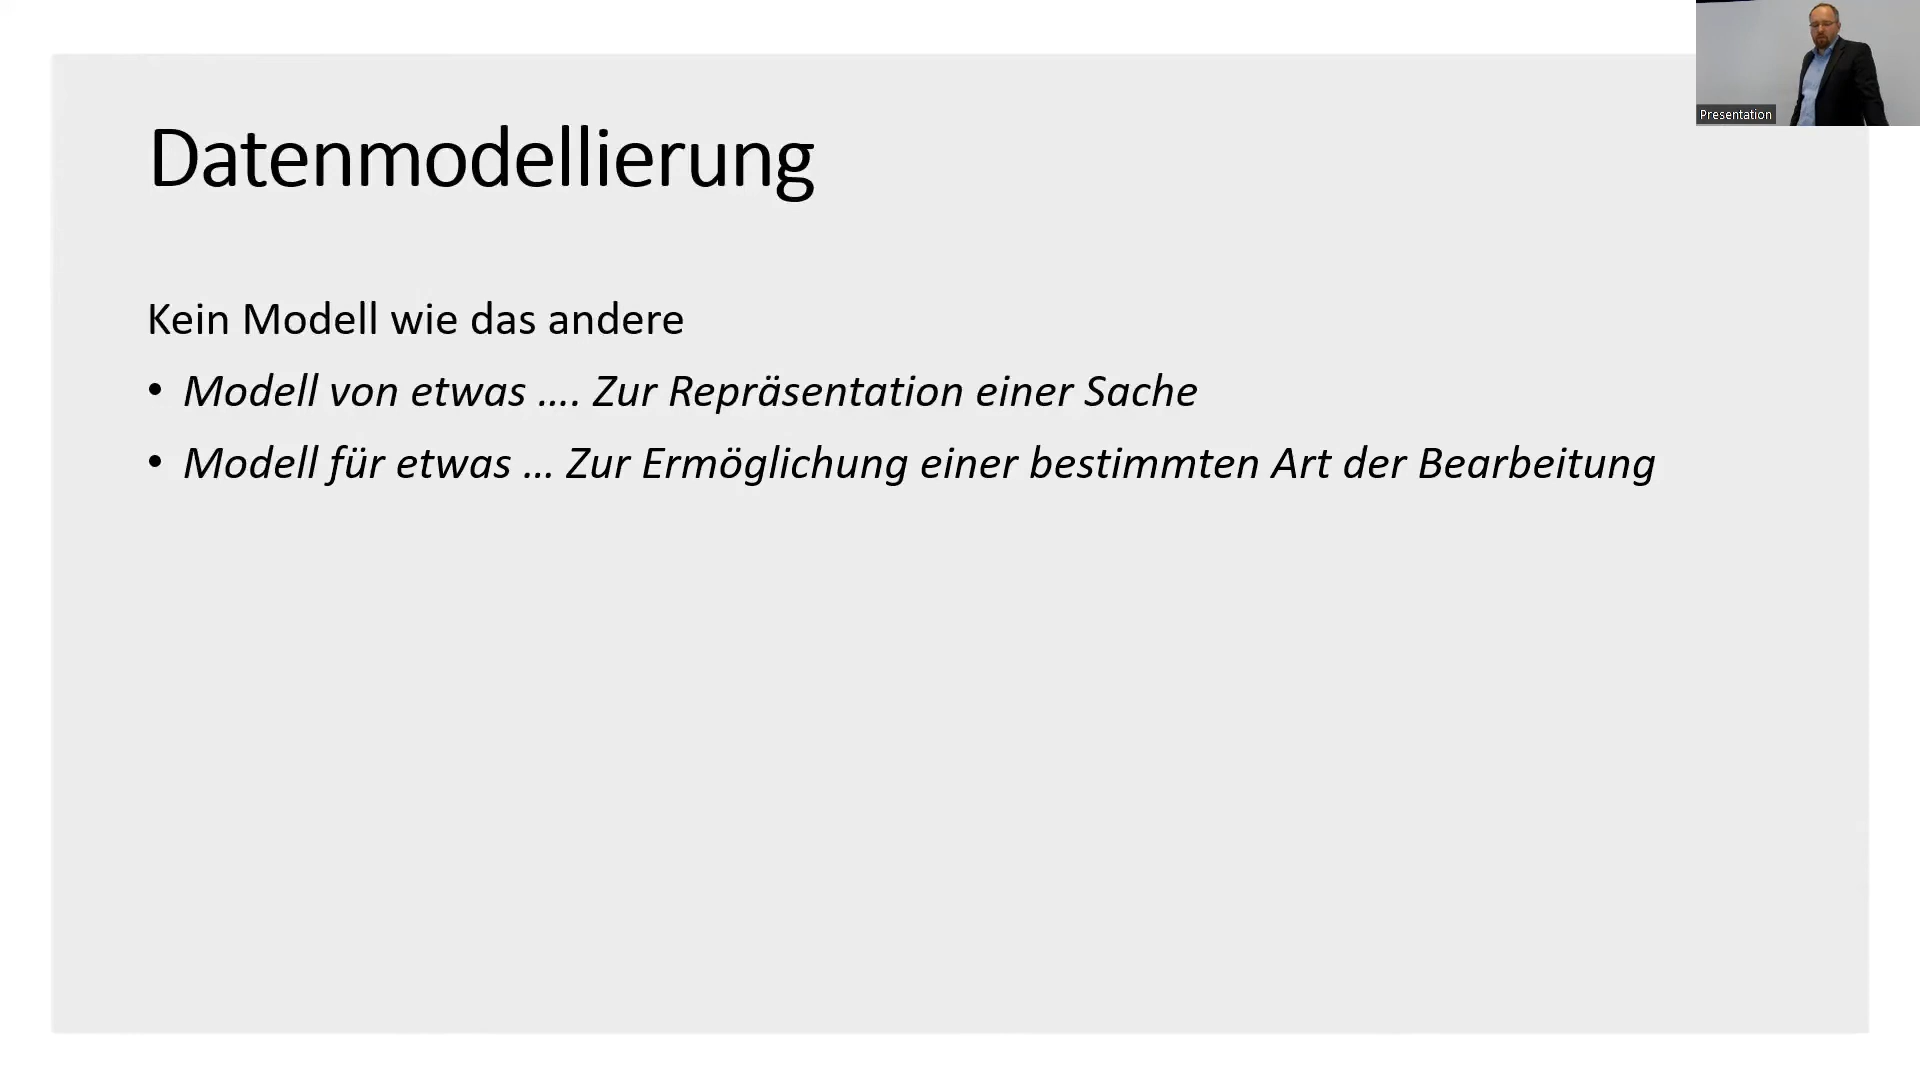 Datenmodellierung
Kein Modell wie das andere
• Modell von etwas .... Zur Repräsentation einer Sache
• Modell für etwas ... Zur Ermöglichung einer bestimmten Art der Bearbeitung
Presentation